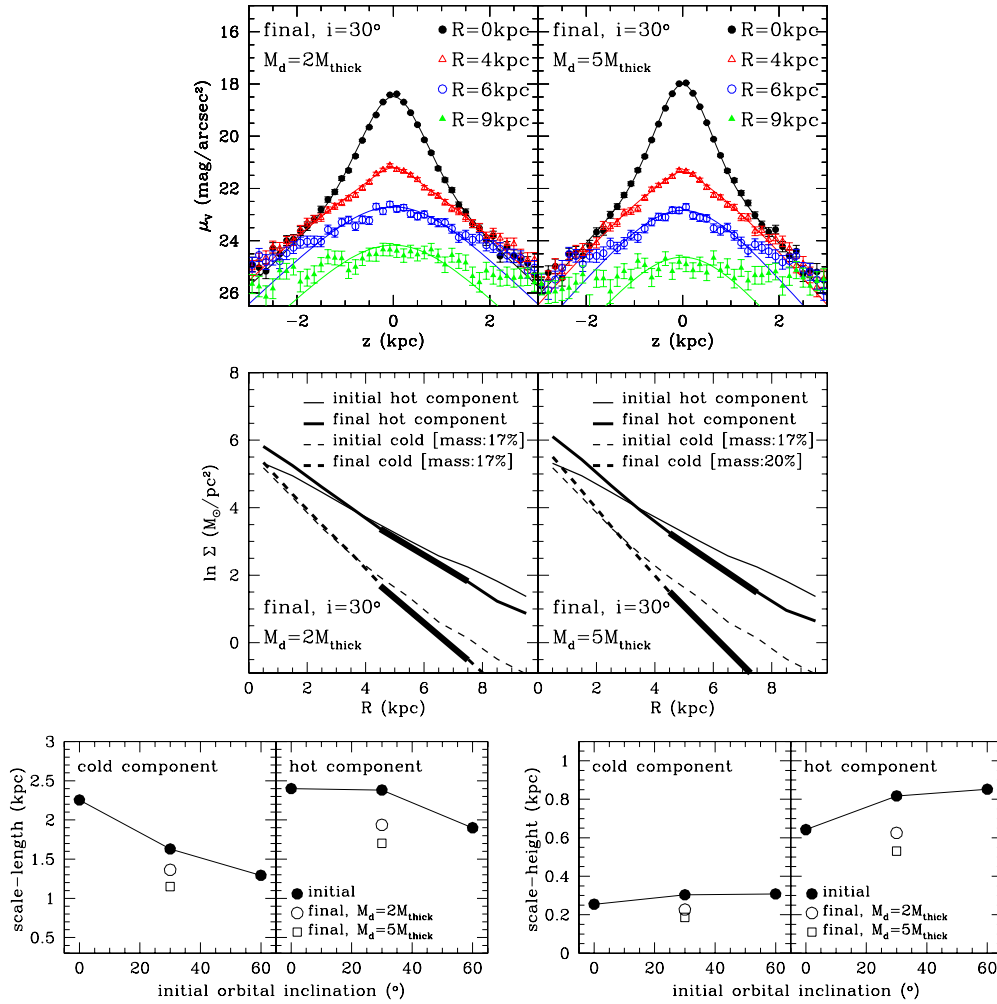 final, i=30°
M_d=2M_thick
R=0kpc
R=4kpc
R=6kpc
R=9kpc
final, i=30°
M_d=5M_thick
R=0kpc
R=4kpc
R=6kpc
R=9kpc
16
18
20
22
24
26
μ_v (mag/arcsec²)
−2 0 2 −2 0 2
z (kpc) z (kpc)
initial hot component
final hot component
initial cold [mass:17%]
final cold [mass:17%]
final, i=30°
M_d=2M_thick
initial hot component
final hot component
initial cold [mass:17%]
final cold [mass:20%]
final, i=30°
M_d=5M_thick
8
6
4
2
0
ln Σ (M_⊙/pc²)
0 2 4 6 8 0 2 4 6 8
R (kpc) R (kpc)
3
2.5
2
1.5
1
0.5
scale−length (kpc)
cold component
hot component
initial
final, M_d=2M_thick
final, M_d=5M_thick
0 20 40 60 0 20 40 60
initial orbital inclination (°)
1
0.8
0.6
0.4
0.2
0
scale−height (kpc)
cold component
hot component
initial
final, M_d=2M_thick
final, M_d=5M_thick
0 20 40 60 0 20 40 60
initial orbital inclination (°)